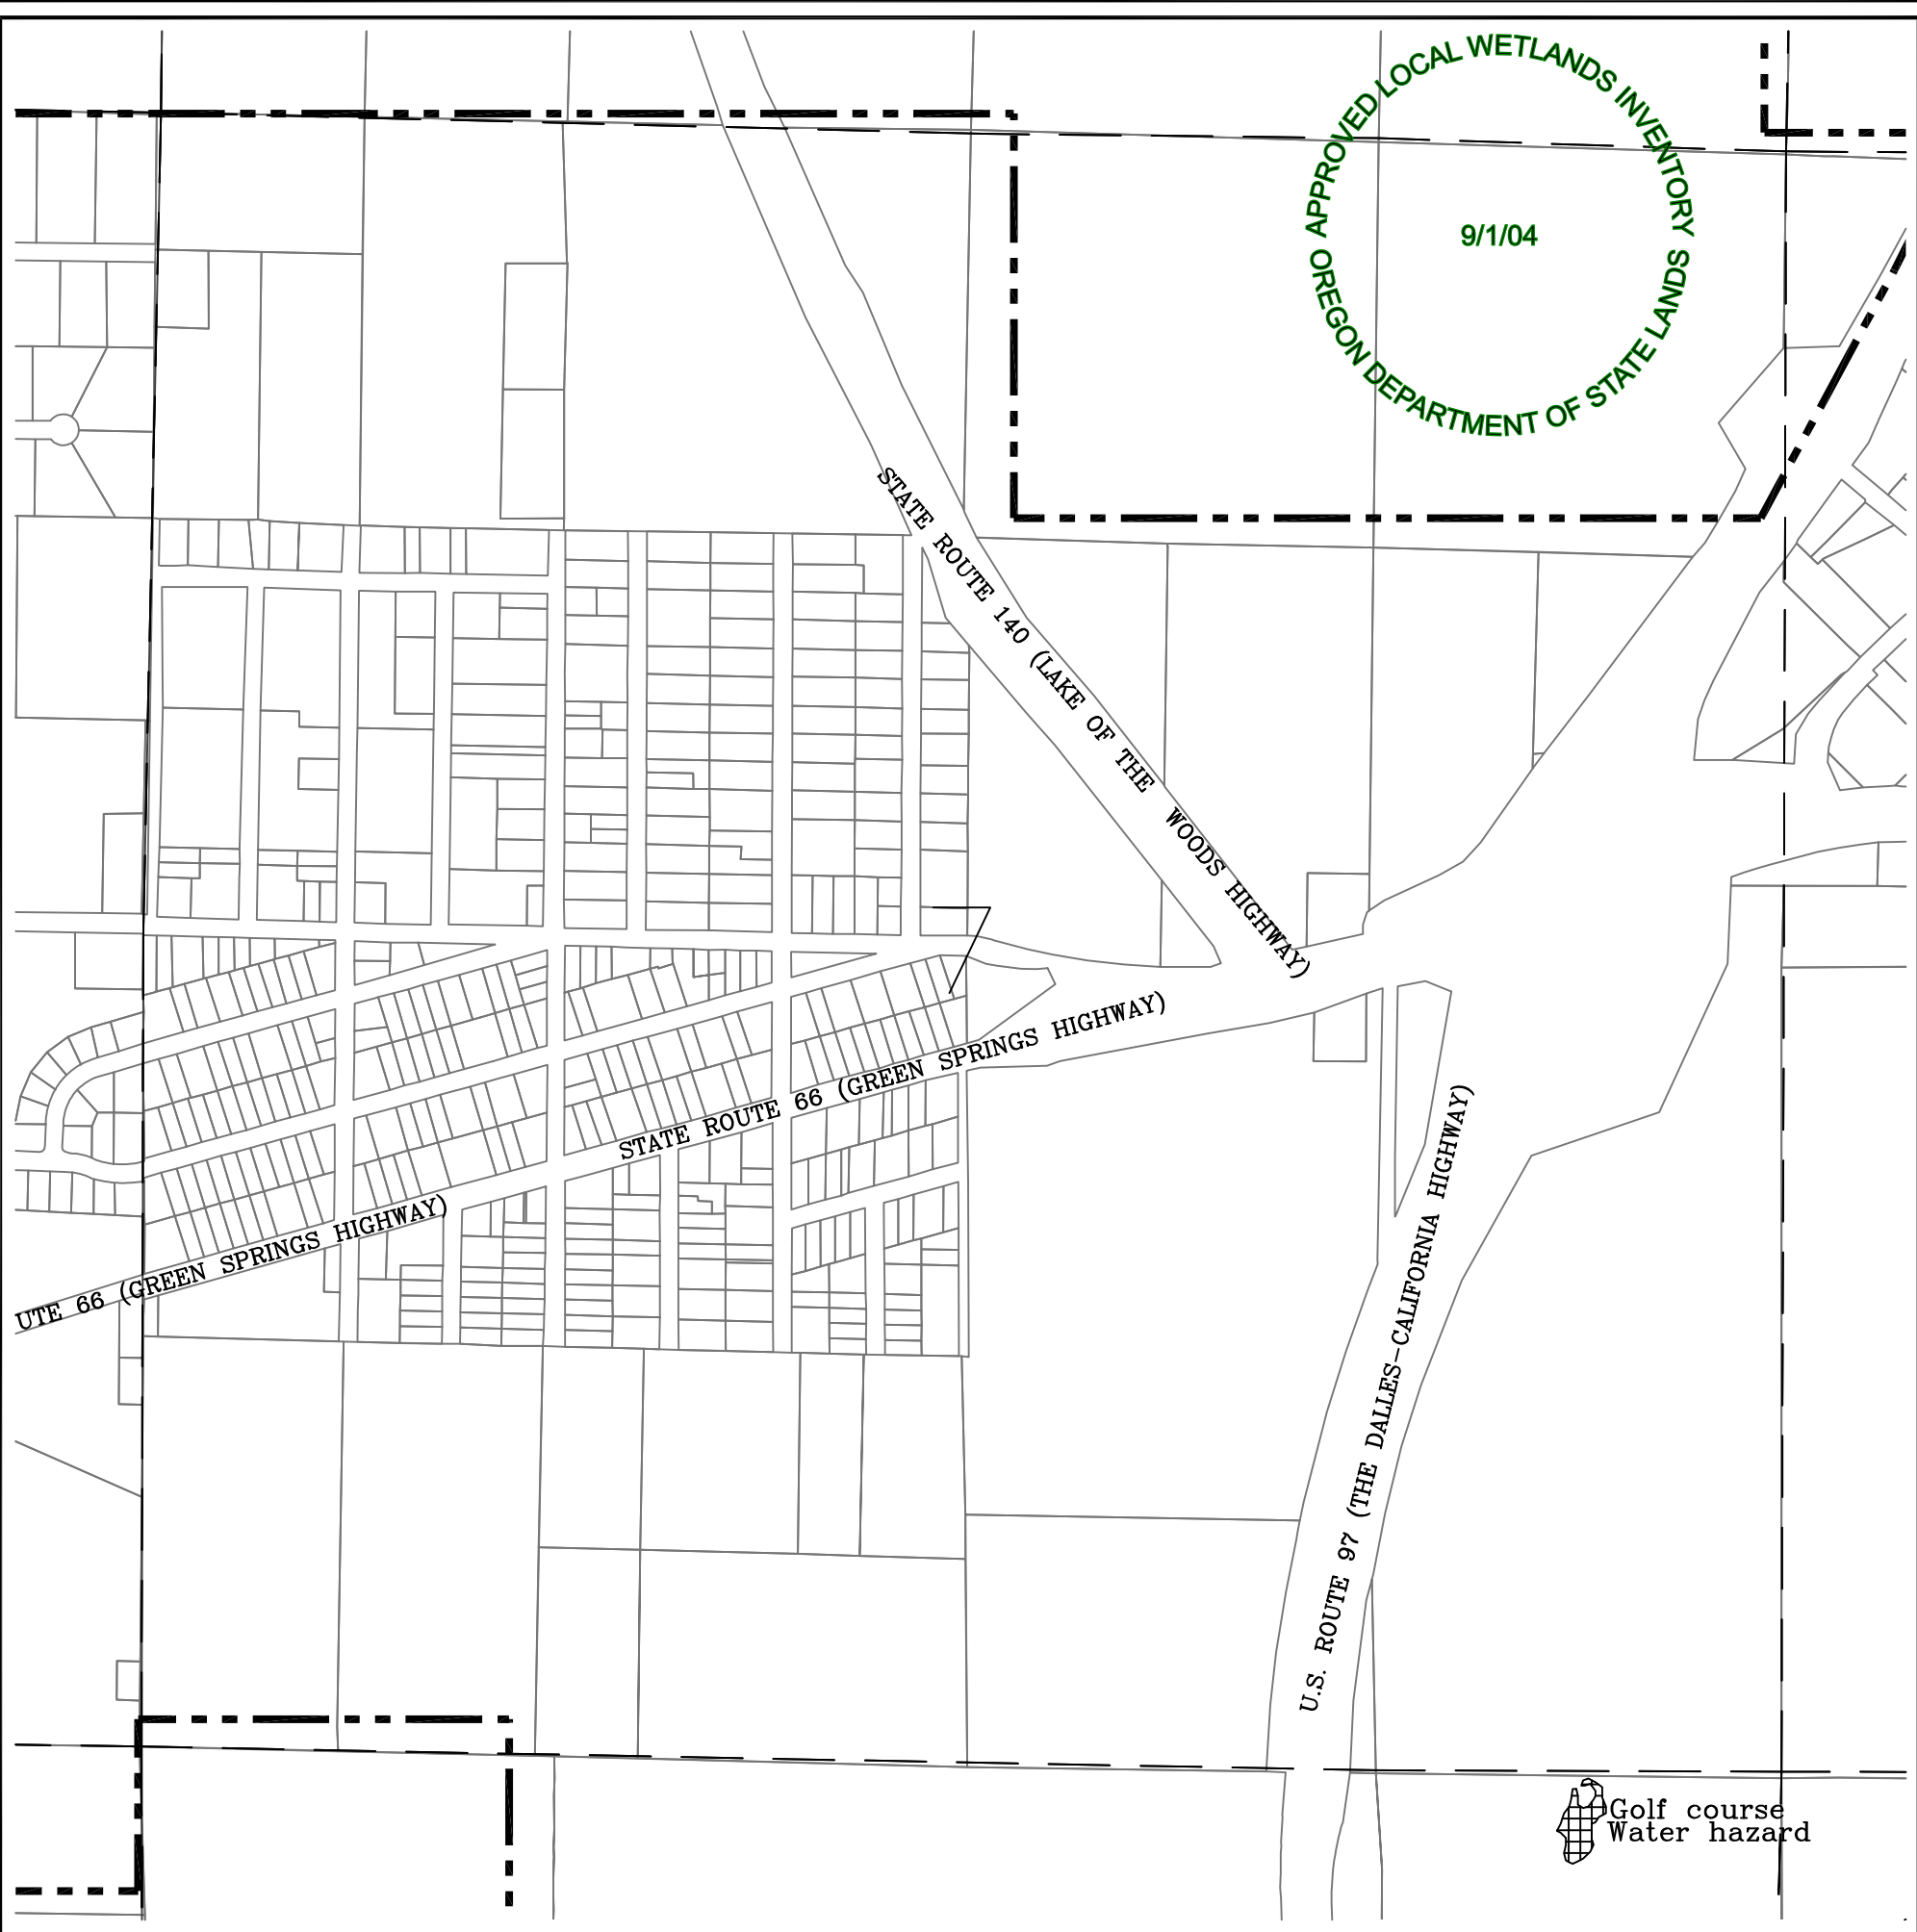 APPROVED LOCAL WETLANDS INVENTORY
9/1/04
OREGON DEPARTMENT OF STATE LANDS
STATE ROUTE 140 (LAKE OF THE WOODS HIGHWAY)
STATE ROUTE 66 (GREEN SPRINGS HIGHWAY)
UTE 66 (GREEN SPRINGS HIGHWAY)
U.S. ROUTE 97 (THE DALLES-CALIFORNIA HIGHWAY)
Golf course
Water hazard